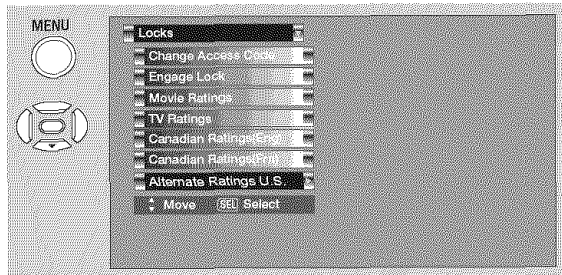 MENU
Locks
Change Access Code
Engage Lock
Movie Ratings
TV Ratings
Canadian Ratings(Eng)
Canadian Ratings(Frn)
Alternate Ratings U.S.
Move SEL Select